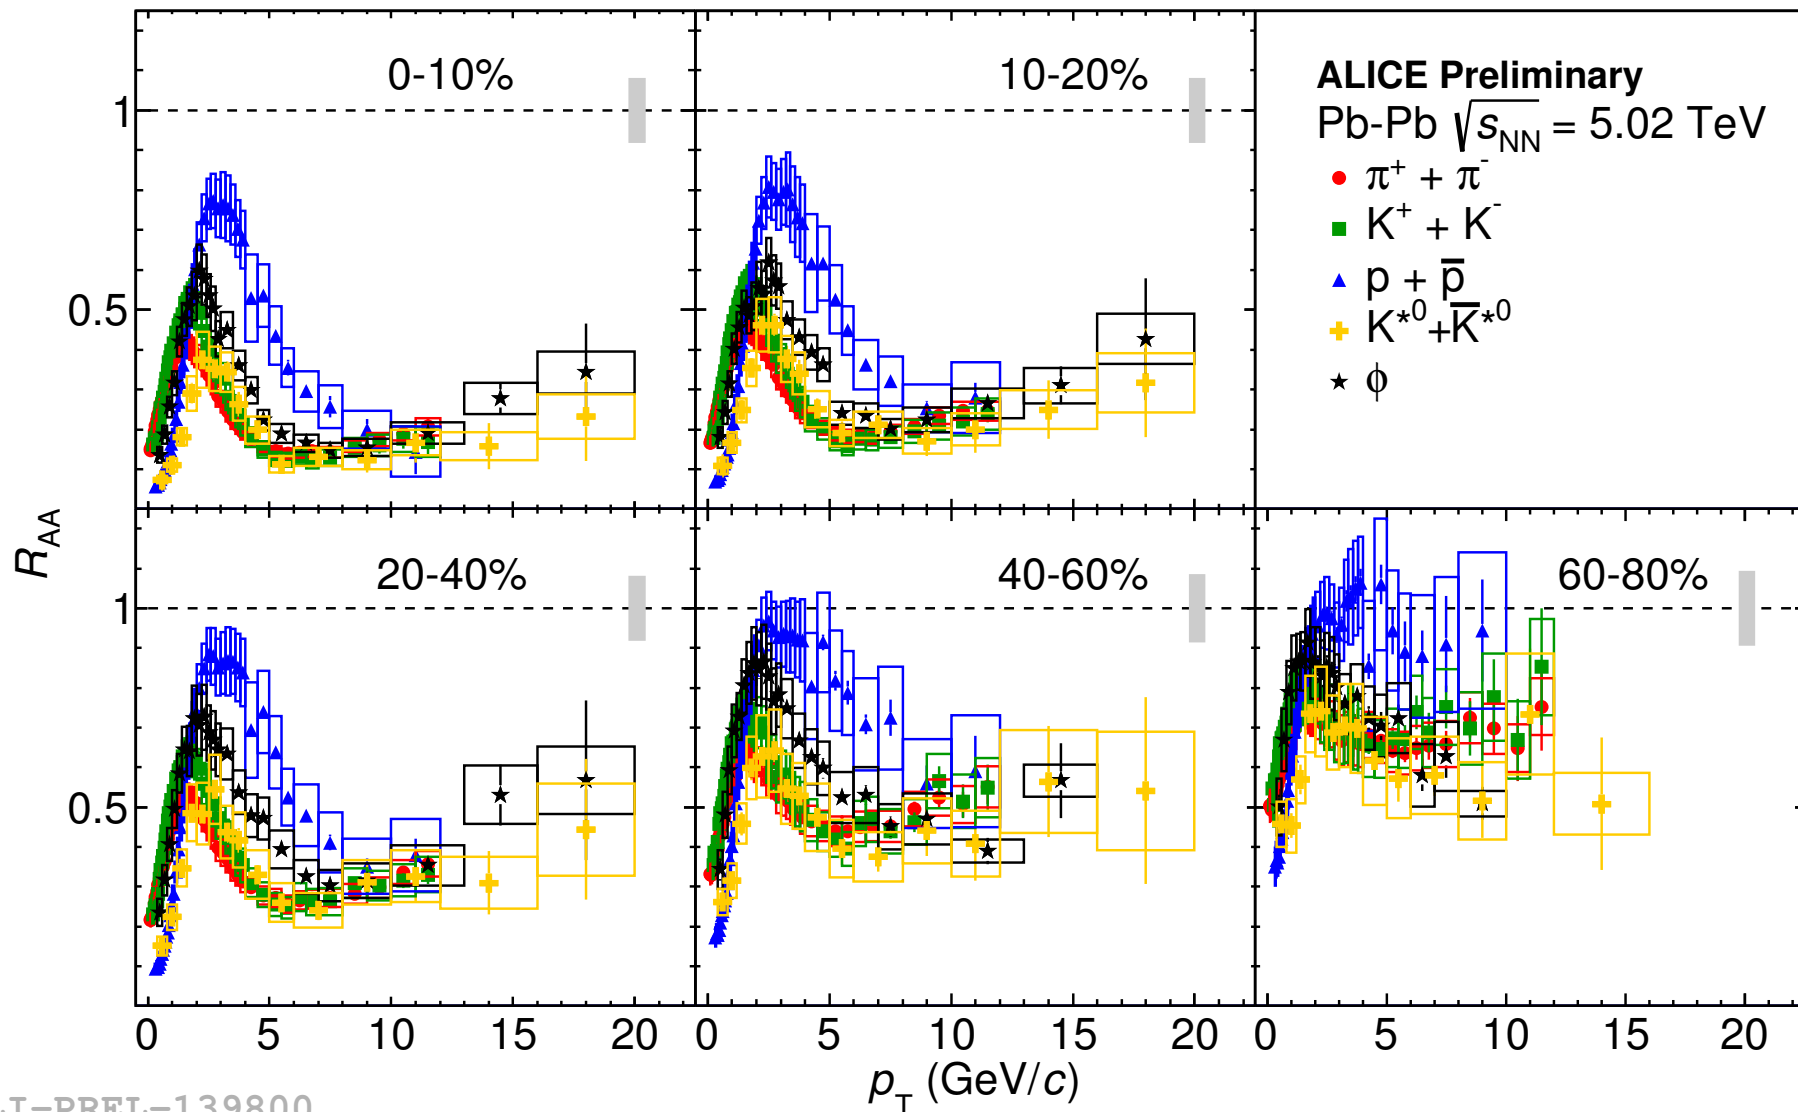 0-10%
10-20%
ALICE Preliminary
Pb-Pb √sNN = 5.02 TeV
π+ + π-
K+ + K-
p + p̅
K*0+K̅*0
ϕ
1
0.5
RAA
20-40%
40-60%
60-80%
1
0.5
0 5 10 15 20 0 5 10 15 20 0 5 10 15 20
pT (GeV/c)
PREL-139800